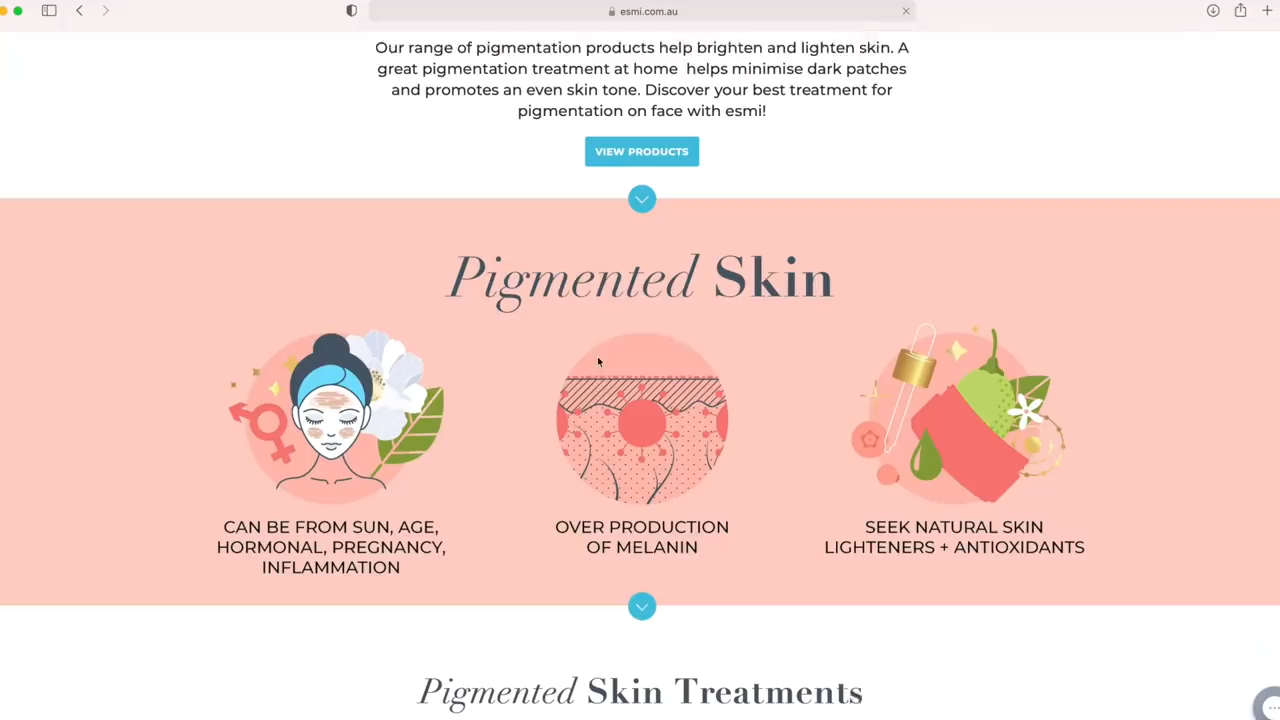 esmi.com.au
Our range of pigmentation products help brighten and lighten skin. A
great pigmentation treatment at home helps minimise dark patches
and promotes an even skin tone. Discover your best treatment for
pigmentation on face with esmi!
VIEW PRODUCTS
Pigmented Skin
CAN BE FROM SUN, AGE,
HORMONAL, PREGNANCY,
INFLAMMATION
OVER PRODUCTION
OF MELANIN
SEEK NATURAL SKIN
LIGHTENERS + ANTIOXIDANTS
Pigmented Skin Treatments